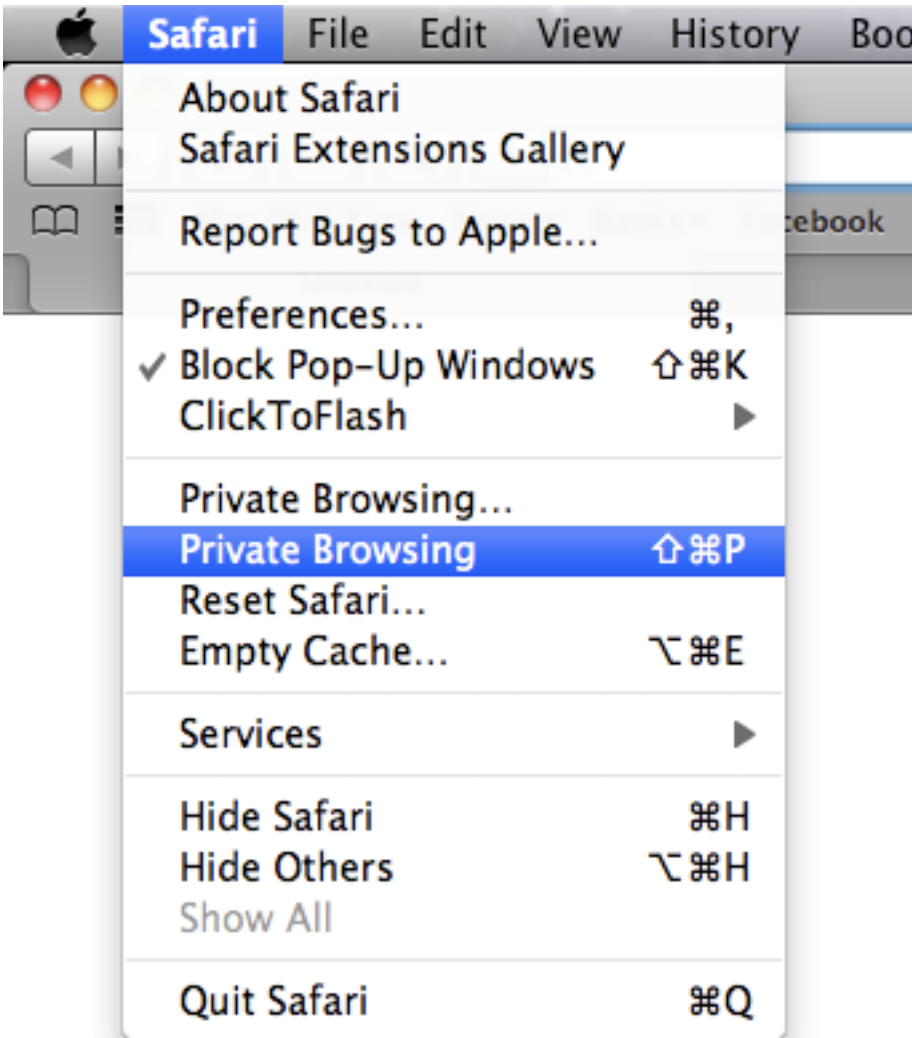 Safari File Edit View History Boo
About Safari
Safari Extensions Gallery
cebook
Report Bugs to Apple...
Preferences... ⌘,
✓ Block Pop-Up Windows ⇧⌘K
ClickToFlash ▶
Private Browsing...
Private Browsing ⇧⌘P
Reset Safari...
Empty Cache... ⌥⌘E
Services ▶
Hide Safari ⌘H
Hide Others ⌥⌘H
Show All
Quit Safari ⌘Q